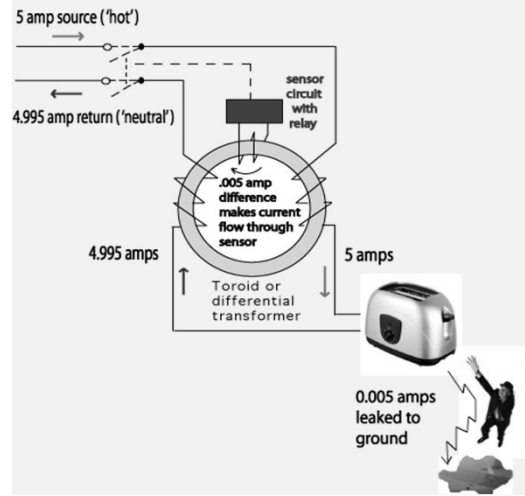 5 amp source ('hot')
4.995 amp return ('neutral')
sensor
circuit
with
relay
.005 amp
difference
makes current
flow through
sensor
4.995 amps
5 amps
Toroid or
differential
transformer
0.005 amps
leaked to
ground